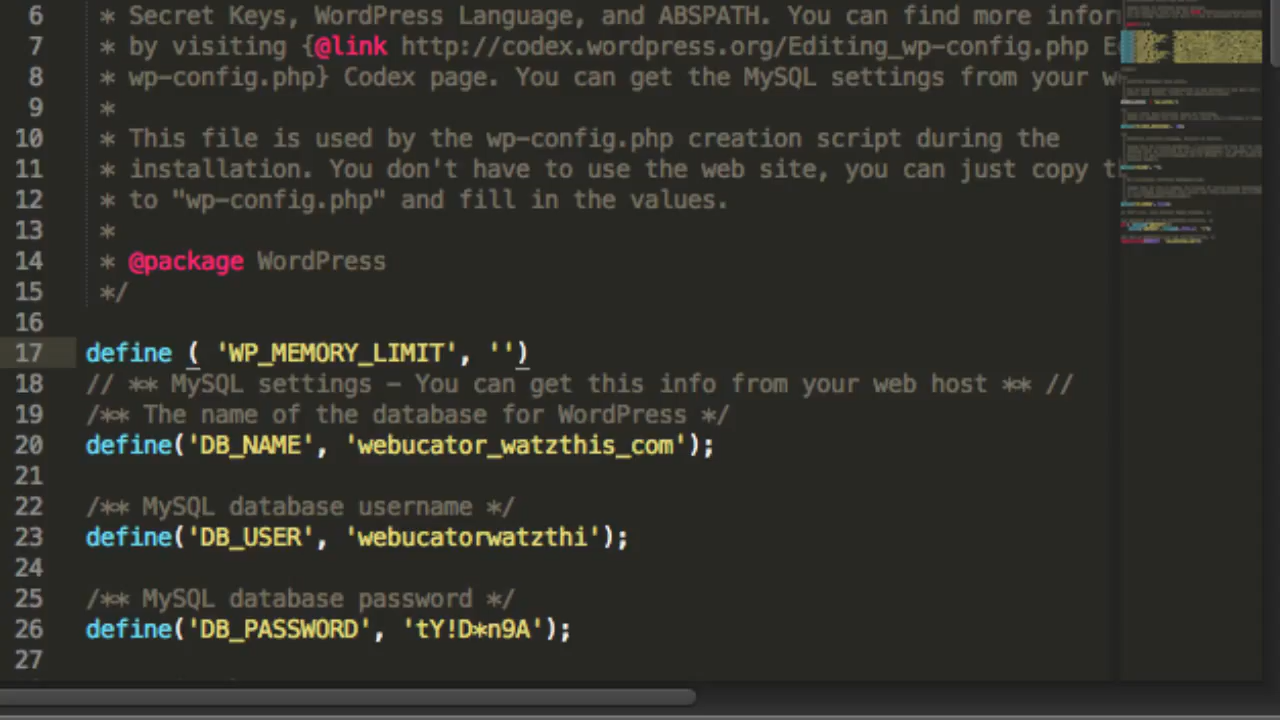 6 * Secret Keys, WordPress Language, and ABSPATH. You can find more
7 * by visiting {@link http://codex.wordpress.org/Editing_wp-config.php
8 * wp-config.php} Codex page. You can get the MySQL settings from your
9 *
10 * This file is used by the wp-config.php creation script during the
11 * installation. You don't have to use the web site, you can just copy
12 * to "wp-config.php" and fill in the values.
13 *
14 * @package WordPress
15 */
16
17 define ( 'WP_MEMORY_LIMIT', '')
18 // ** MySQL settings - You can get this info from your web host ** //
19 /** The name of the database for WordPress */
20 define('DB_NAME', 'webucator_watzthis_com');
21
22 /** MySQL database username */
23 define('DB_USER', 'webucatorwatzthi');
24
25 /** MySQL database password */
26 define('DB_PASSWORD', 'tY!D*n9A');
27